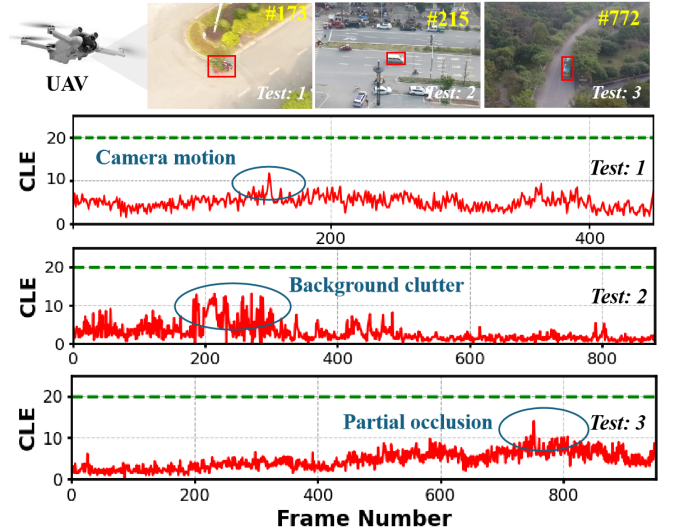 UAV
#173
Test: 1
#215
Test: 2
#772
Test: 3
CLE
20
10
0
Camera motion
Test: 1
200
400
CLE
20
10
0
Background clutter
Test: 2
0
200
400
600
800
CLE
20
10
0
Partial occlusion
Test: 3
0
200
400
600
800
Frame Number